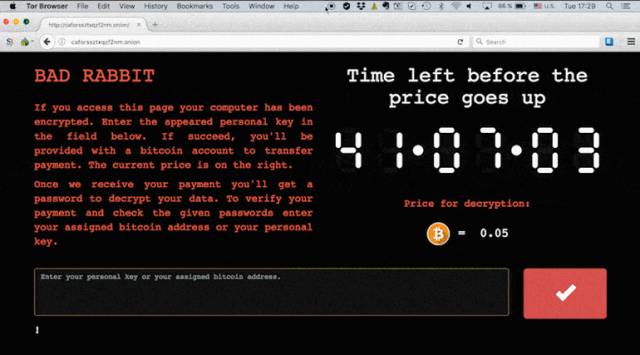 Tor Browser File Edit View History Bookmarks Tools Window Help 66 % U.S. Tue 17:29
http://caforssztxqzf2nm.onion/
caforssztxqzf2nm.onion
Search
BAD RABBIT
If you access this page your computer has been
encrypted. Enter the appeared personal key in
the field below. If succeed, you'll be
provided with a bitcoin account to transfer
payment. The current price is on the right.
Once we receive your payment you'll get a
password to decrypt your data. To verify your
payment and check the given passwords enter
your assigned bitcoin address or your personal
key.
Time left before the
price goes up
41·07·03
Price for decryption:
= 0.05
Enter your personal key or your assigned bitcoin address.